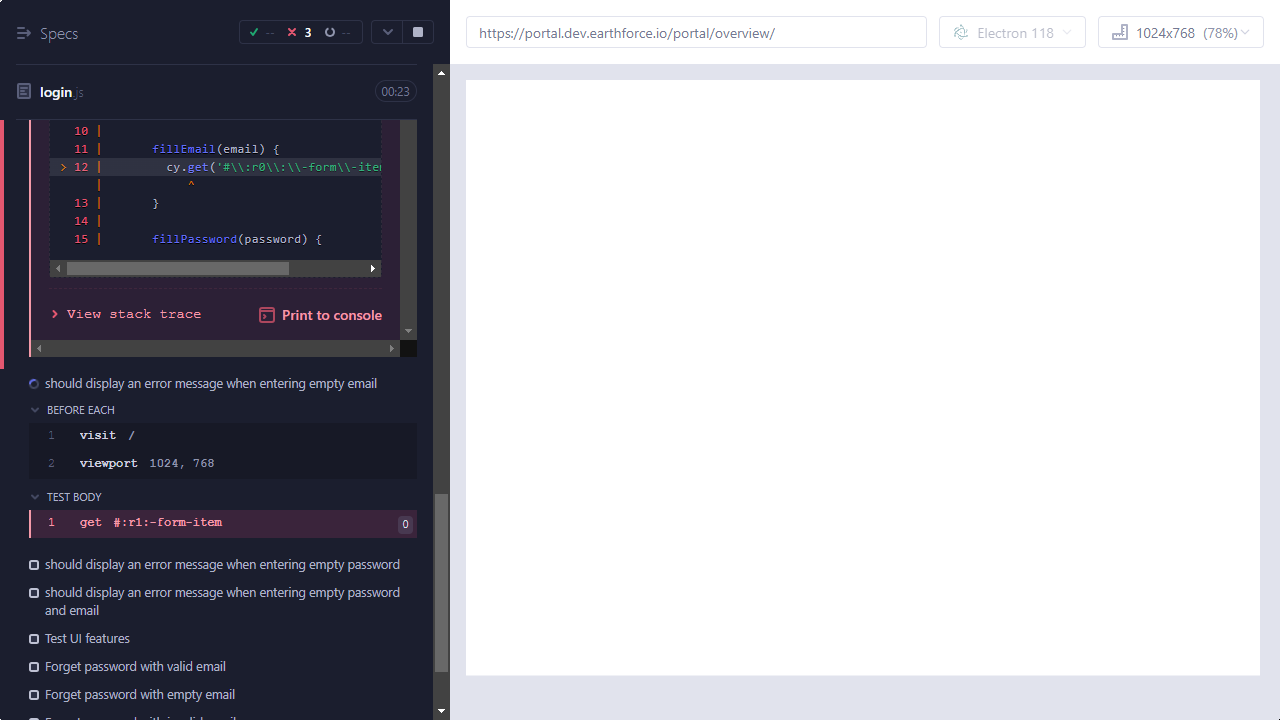 Specs
-- 3 --
login.js
00:23
10 |
11 | fillEmail(email) {
> 12 | cy.get('#\\:r0\\:\\-form\\-item
| ^
13 | }
14 |
15 | fillPassword(password) {
> View stack trace
Print to console
should display an error message when entering empty email
BEFORE EACH
1 visit /
2 viewport 1024, 768
TEST BODY
1 get #:r1:-form-item 0
should display an error message when entering empty password
should display an error message when entering empty password
and email
Test UI features
Forget password with valid email
Forget password with empty email
https://portal.dev.earthforce.io/portal/overview/
Electron 118
1024x768 (78%)